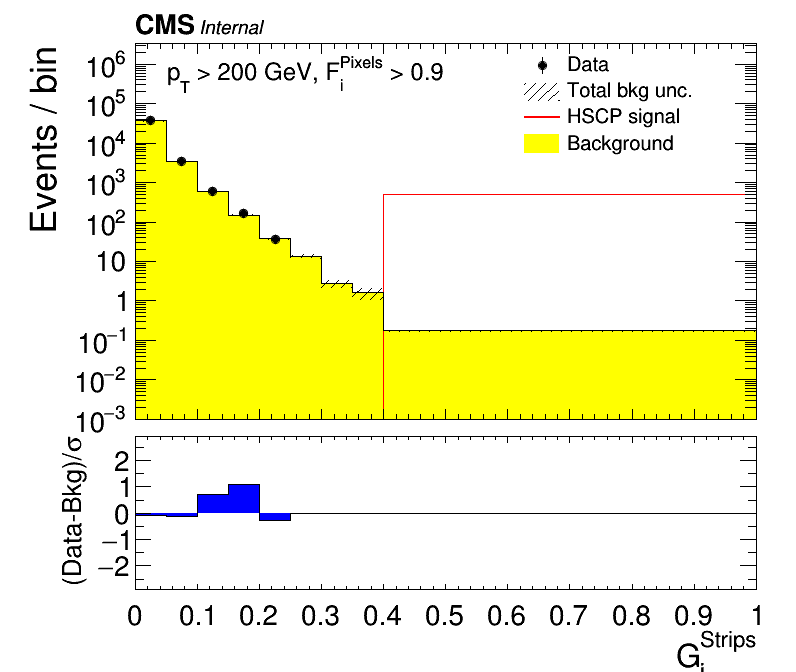 CMS Internal
p_T > 200 GeV, F_i^Pixels > 0.9
Data
Total bkg unc.
HSCP signal
Background
Events / bin
10^6
10^5
10^4
10^3
10^2
10
1
10^−1
10^−2
10^−3
(Data-Bkg)/σ
2
1
0
−1
−2
0 0.1 0.2 0.3 0.4 0.5 0.6 0.7 0.8 0.9 1
G_i^Strips